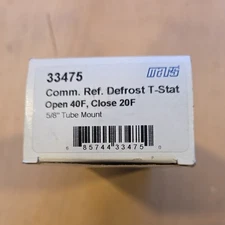 33475
MARS
Comm. Ref. Defrost T-Stat
Open 40F, Close 20F
5/8" Tube Mount
85744 33475